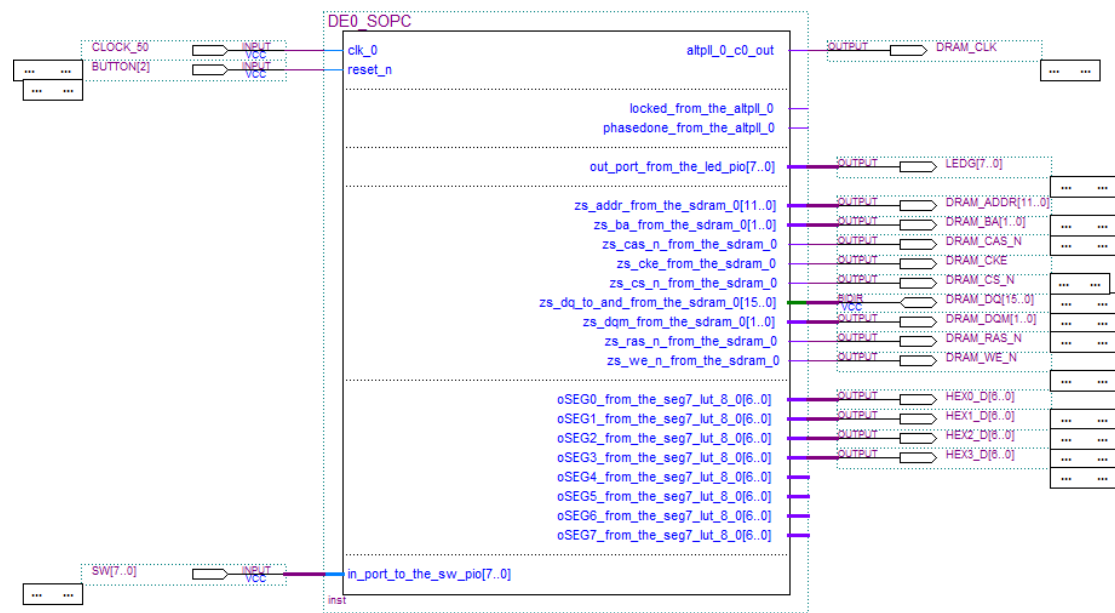 DE0_SOPC
CLOCK_50 INPUT VCC clk_0 altpll_0_c0_out OUTPUT DRAM_CLK
BUTTON[2] INPUT VCC reset_n
... ...
... ...
... ...
locked_from_the_altpll_0
phasedone_from_the_altpll_0
out_port_from_the_led_pio[7..0] OUTPUT LEDG[7..0]
... ...
zs_addr_from_the_sdram_0[11..0] OUTPUT DRAM_ADDR[11..0]
zs_ba_from_the_sdram_0[1..0] OUTPUT DRAM_BA[1..0] ... ...
zs_cas_n_from_the_sdram_0 OUTPUT DRAM_CAS_N ... ...
zs_cke_from_the_sdram_0 OUTPUT DRAM_CKE
zs_cs_n_from_the_sdram_0 OUTPUT DRAM_CS_N ... ...
zs_dq_to_and_from_the_sdram_0[15..0] BIDIR VCC DRAM_DQ[15..0] ... ...
zs_dqm_from_the_sdram_0[1..0] OUTPUT DRAM_DQM[1..0] ... ...
zs_ras_n_from_the_sdram_0 OUTPUT DRAM_RAS_N ... ...
zs_we_n_from_the_sdram_0 OUTPUT DRAM_WE_N
... ...
oSEG0_from_the_seg7_lut_8_0[6..0] OUTPUT HEX0_D[6..0]
oSEG1_from_the_seg7_lut_8_0[6..0] OUTPUT HEX1_D[6..0] ... ...
oSEG2_from_the_seg7_lut_8_0[6..0] OUTPUT HEX2_D[6..0] ... ...
oSEG3_from_the_seg7_lut_8_0[6..0] OUTPUT HEX3_D[6..0] ... ...
oSEG4_from_the_seg7_lut_8_0[6..0] ... ...
oSEG5_from_the_seg7_lut_8_0[6..0]
oSEG6_from_the_seg7_lut_8_0[6..0]
oSEG7_from_the_seg7_lut_8_0[6..0]
SW[7..0] INPUT VCC in_port_to_the_sw_pio[7..0]
... ...
inst